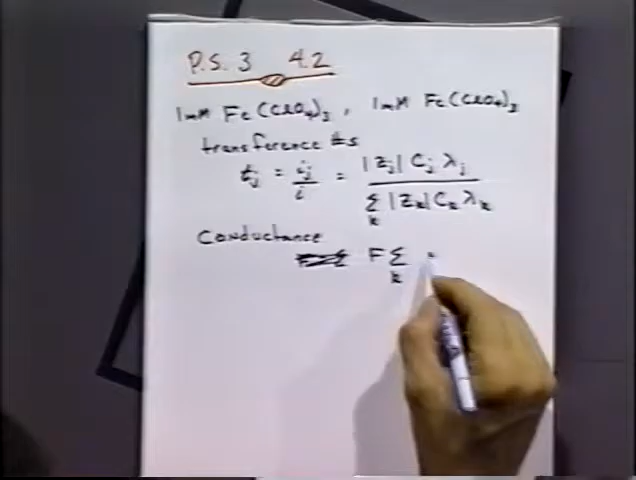 P.S. 3 4.2
1mM Fe(ClO₄)₃, 1mM Fe(ClO₄)₃
transference #s
tⱼ = iⱼ/i = |zⱼ| Cⱼ λⱼ / Σₖ |zₖ| Cₖ λₖ
Conductance
F Σₖ